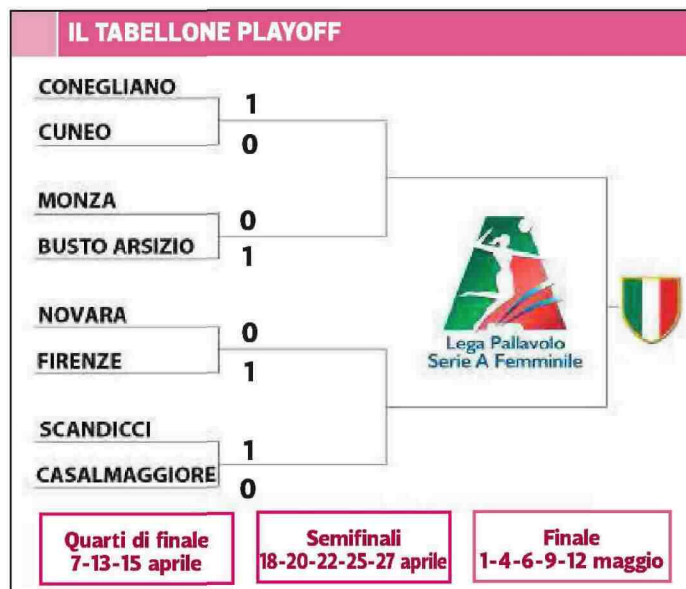 IL TABELLONE PLAYOFF
CONEGLIANO
1
CUNEO
0
MONZA
0
BUSTO ARSIZIO
1
NOVARA
0
FIRENZE
1
SCANDICCI
1
CASALMAGGIORE
0
Lega Pallavolo
Serie A Femminile
Quarti di finale
7-13-15 aprile
Semifinali
18-20-22-25-27 aprile
Finale
1-4-6-9-12 maggio